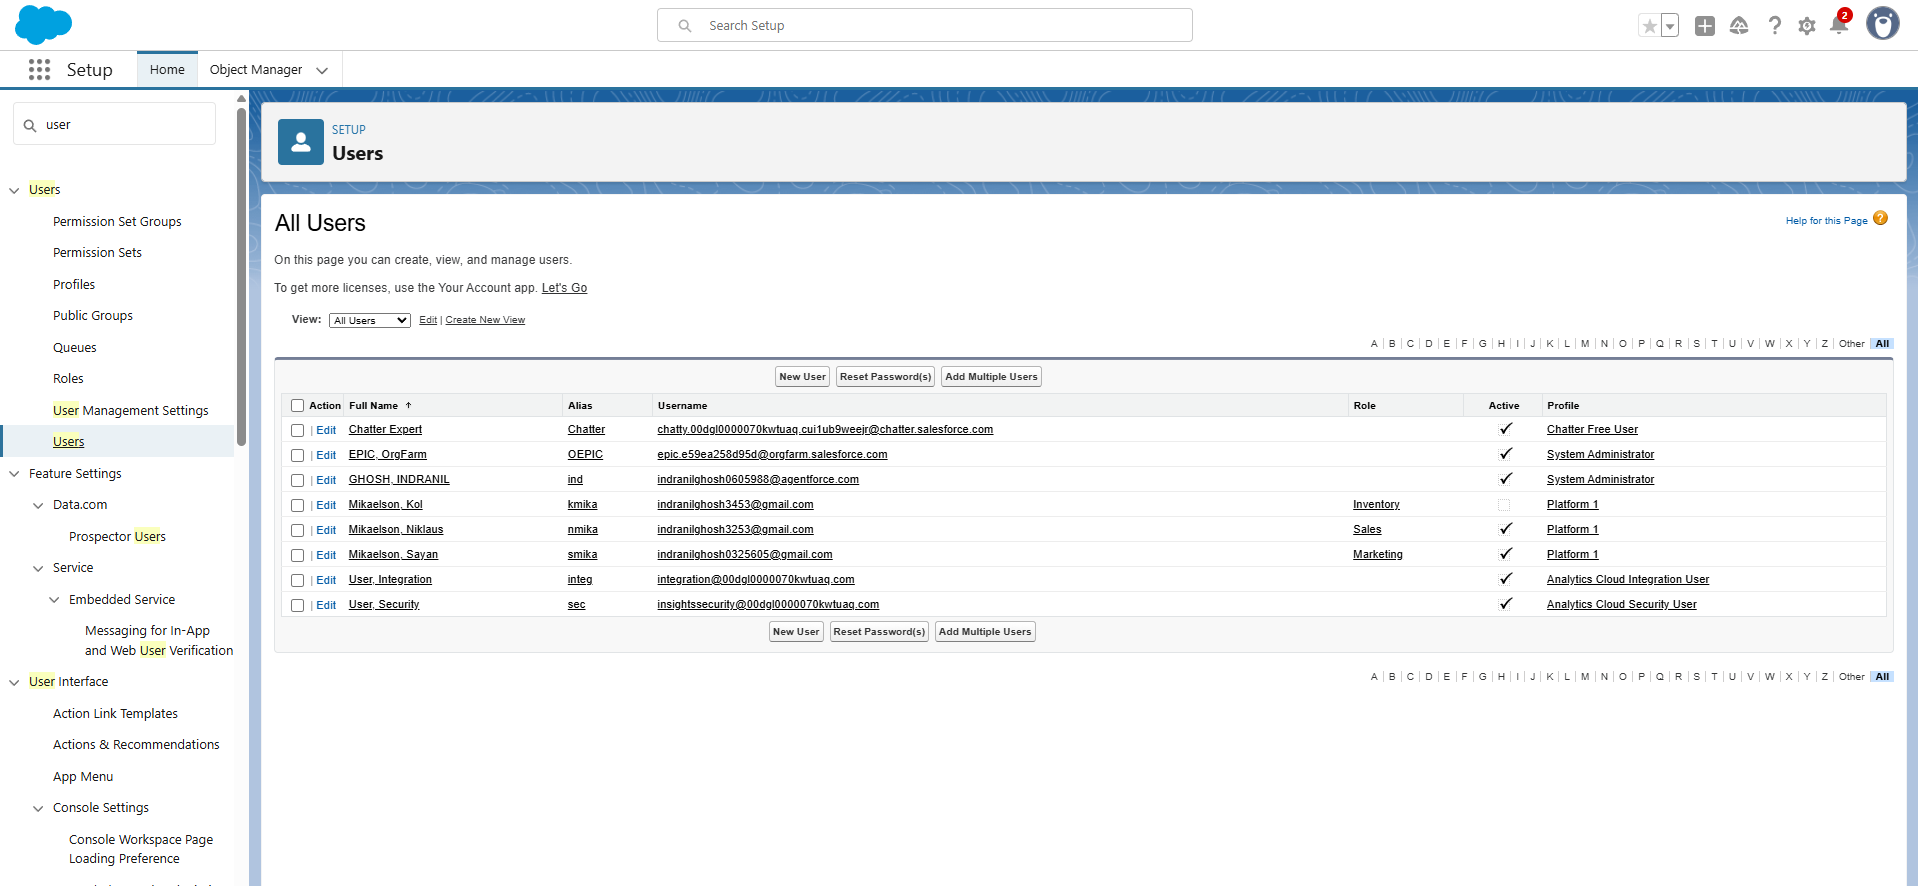 Search Setup
2
Setup
Home
Object Manager
user
Users
Permission Set Groups
Permission Sets
Profiles
Public Groups
Queues
Roles
User Management Settings
Users
Feature Settings
Data.com
Prospector Users
Service
Embedded Service
Messaging for In-App
and Web User Verification
User Interface
Action Link Templates
Actions & Recommendations
App Menu
Console Settings
Console Workspace Page
Loading Preference
SETUP
Users
All Users
Help for this Page ?
On this page you can create, view, and manage users.
To get more licenses, use the Your Account app. Let's Go
View: All Users Edit | Create New View
A | B | C | D | E | F | G | H | I | J | K | L | M | N | O | P | Q | R | S | T | U | V | W | X | Y | Z | Other | All
New User Reset Password(s) Add Multiple Users
Action Full Name ↑ Alias Username Role Active Profile
| Edit Chatter Expert Chatter chatty.00dgl0000070kwtuaq.cui1ub9weejr@chatter.salesforce.com ✓ Chatter Free User
| Edit EPIC, OrgFarm OEPIC epic.e59ea258d95d@orgfarm.salesforce.com ✓ System Administrator
| Edit GHOSH, INDRANIL ind indranilghosh0605988@agentforce.com ✓ System Administrator
| Edit Mikaelson, Kol kmika indranilghosh3453@gmail.com Inventory Platform 1
| Edit Mikaelson, Niklaus nmika indranilghosh3253@gmail.com Sales ✓ Platform 1
| Edit Mikaelson, Sayan smika indranilghosh0325605@gmail.com Marketing ✓ Platform 1
| Edit User, Integration integ integration@00dgl0000070kwtuaq.com ✓ Analytics Cloud Integration User
| Edit User, Security sec insightssecurity@00dgl0000070kwtuaq.com ✓ Analytics Cloud Security User
New User Reset Password(s) Add Multiple Users
A | B | C | D | E | F | G | H | I | J | K | L | M | N | O | P | Q | R | S | T | U | V | W | X | Y | Z | Other | All